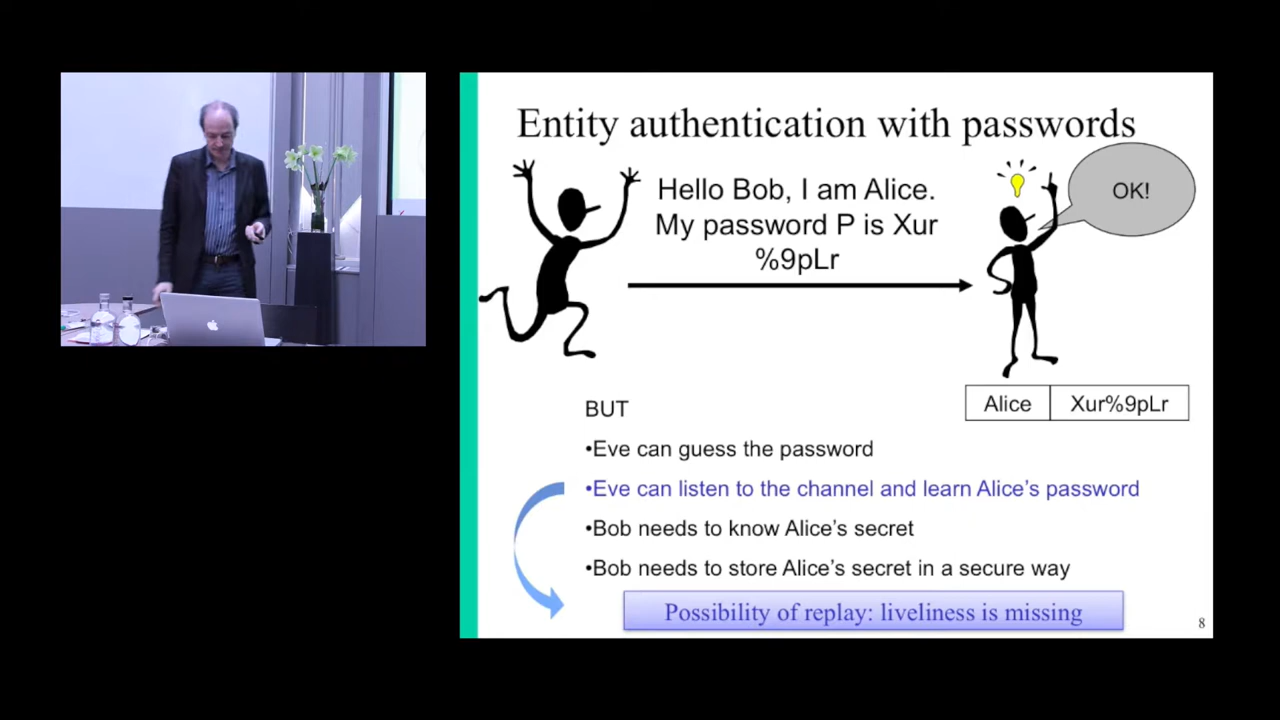 Entity authentication with passwords
Hello Bob, I am Alice.
My password P is Xur
%9pLr
OK!
Alice
Xur%9pLr
BUT
•Eve can guess the password
•Eve can listen to the channel and learn Alice’s password
•Bob needs to know Alice’s secret
•Bob needs to store Alice’s secret in a secure way
Possibility of replay: liveliness is missing
8